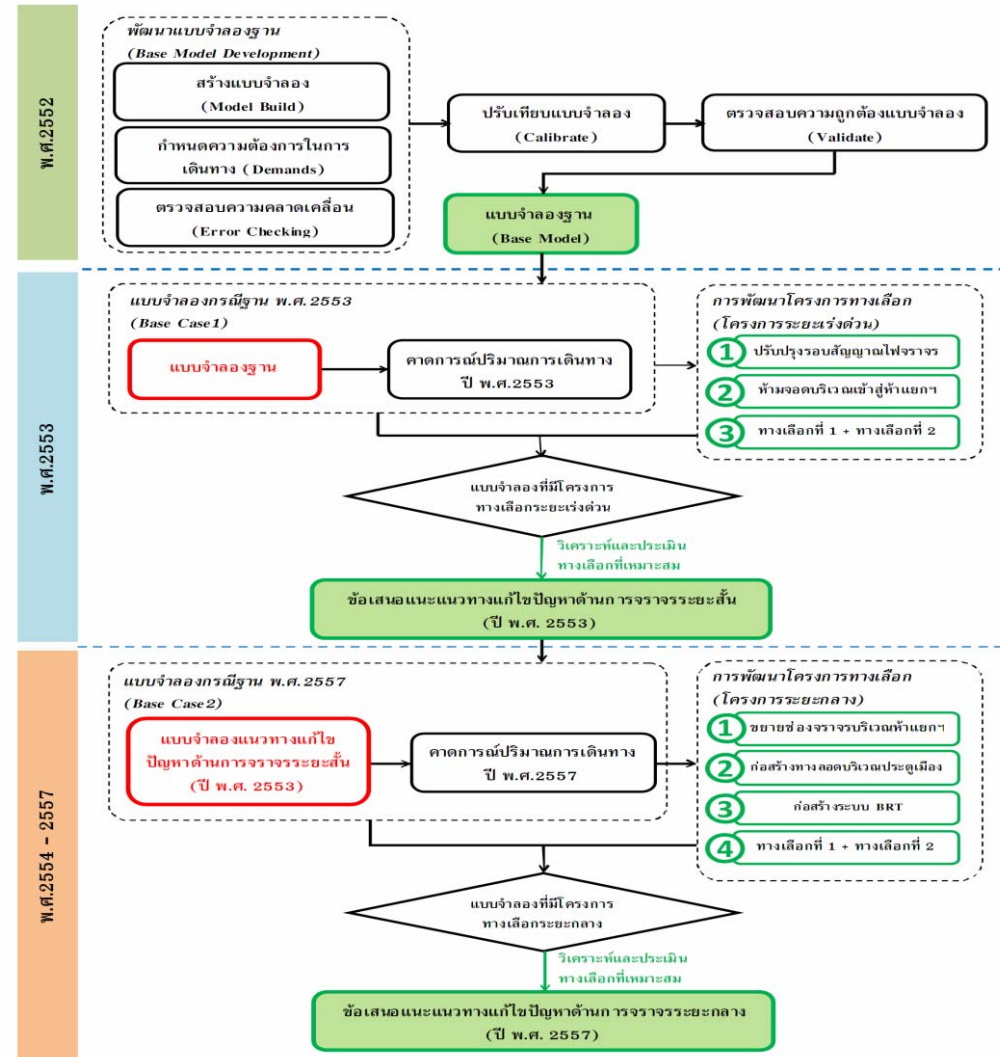 พ.ศ.2552
พัฒนาแบบจำลองฐาน
(Base Model Development)
สร้างแบบจำลอง
(Model Build)
กำหนดความต้องการในการ
เดินทาง (Demands)
ตรวจสอบความคลาดเคลื่อน
(Error Checking)
ปรับเทียบแบบจำลอง
(Calibrate)
ตรวจสอบความถูกต้องแบบจำลอง
(Validate)
แบบจำลองฐาน
(Base Model)
พ.ศ.2553
แบบจำลองกรณีฐาน พ.ศ.2553
(Base Case1)
แบบจำลองฐาน
คาดการณ์ปริมาณการเดินทาง
ปี พ.ศ.2553
การพัฒนาโครงการทางเลือก
(โครงการระยะเร่งด่วน)
1 ปรับปรุงรอบสัญญาณไฟจราจร
2 ห้ามจอดบริเวณเข้าสู่ห้าแยกฯ
3 ทางเลือกที่ 1 + ทางเลือกที่ 2
แบบจำลองที่มีโครงการ
ทางเลือกระยะเร่งด่วน
วิเคราะห์และประเมิน
ทางเลือกที่เหมาะสม
ข้อเสนอแนะแนวทางแก้ไขปัญหาด้านการจราจรระยะสั้น
(ปี พ.ศ. 2553)
พ.ศ.2554 - 2557
แบบจำลองกรณีฐาน พ.ศ.2557
(Base Case2)
แบบจำลองแนวทางแก้ไข
ปัญหาด้านการจราจรระยะสั้น
(ปี พ.ศ. 2553)
คาดการณ์ปริมาณการเดินทาง
ปี พ.ศ.2557
การพัฒนาโครงการทางเลือก
(โครงการระยะกลาง)
1 ขยายช่องจราจรบริเวณห้าแยกฯ
2 ก่อสร้างทางลอดบริเวณประตูเมือง
3 ก่อสร้างระบบ BRT
4 ทางเลือกที่ 1 + ทางเลือกที่ 2
แบบจำลองที่มีโครงการ
ทางเลือกระยะกลาง
วิเคราะห์และประเมิน
ทางเลือกที่เหมาะสม
ข้อเสนอแนะแนวทางแก้ไขปัญหาด้านการจราจรระยะกลาง
(ปี พ.ศ. 2557)